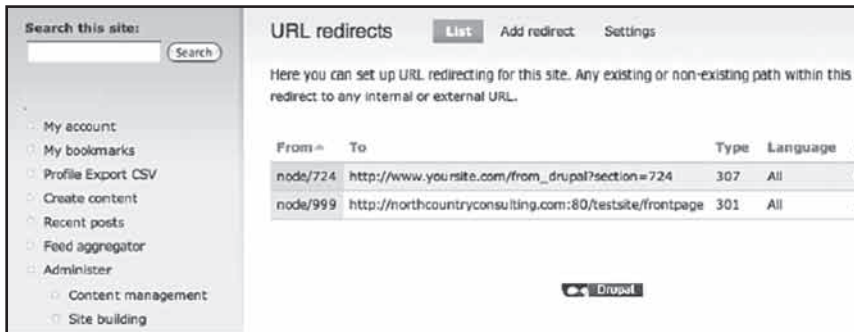 Search this site:
Search
My account
My bookmarks
Profile Export CSV
Create content
Recent posts
Feed aggregator
Administer
Content management
Site building
URL redirects
List
Add redirect
Settings
Here you can set up URL redirecting for this site. Any existing or non-existing path within this
redirect to any internal or external URL.
From To Type Language
node/724 http://www.yoursite.com/from_drupal?section=724 307 All
node/999 http://northcountryconsulting.com:80/testsite/frontpage 301 All
Drupal